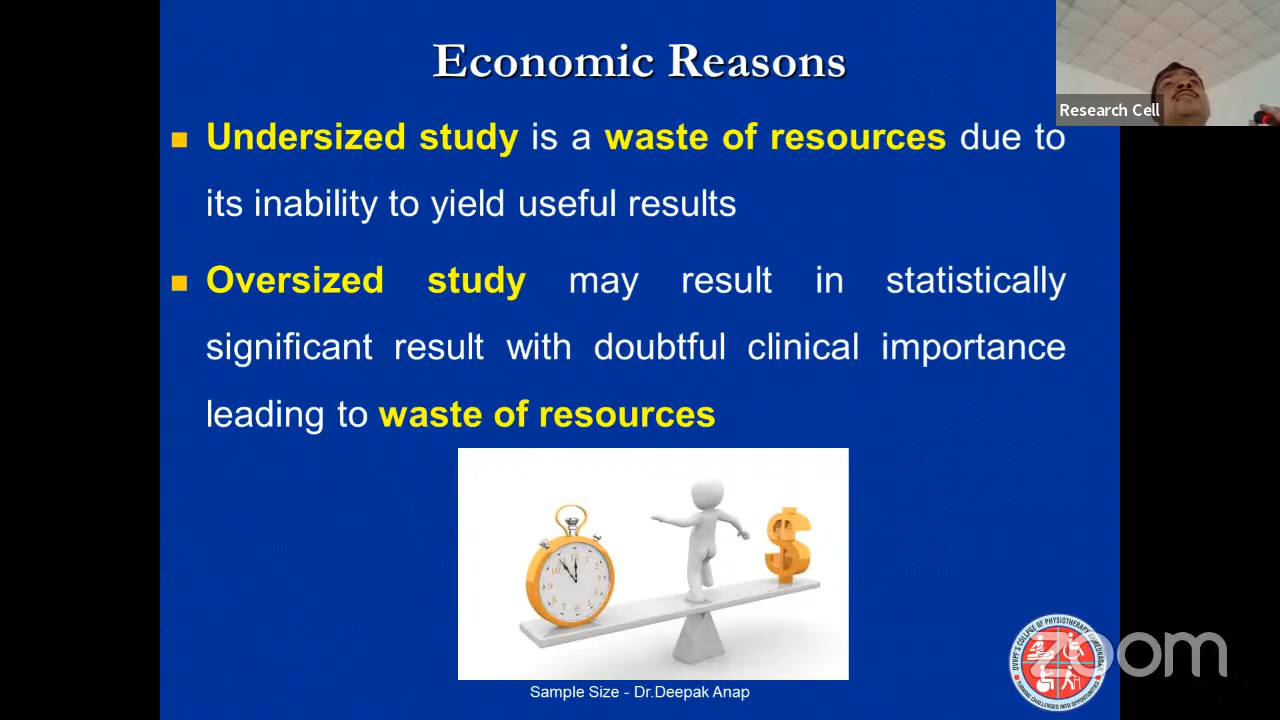 Economic Reasons
Research Cell
Undersized study is a waste of resources due to
its inability to yield useful results
Oversized study may result in statistically
significant result with doubtful clinical importance
leading to waste of resources
$
Sample Size - Dr.Deepak Anap
zoom